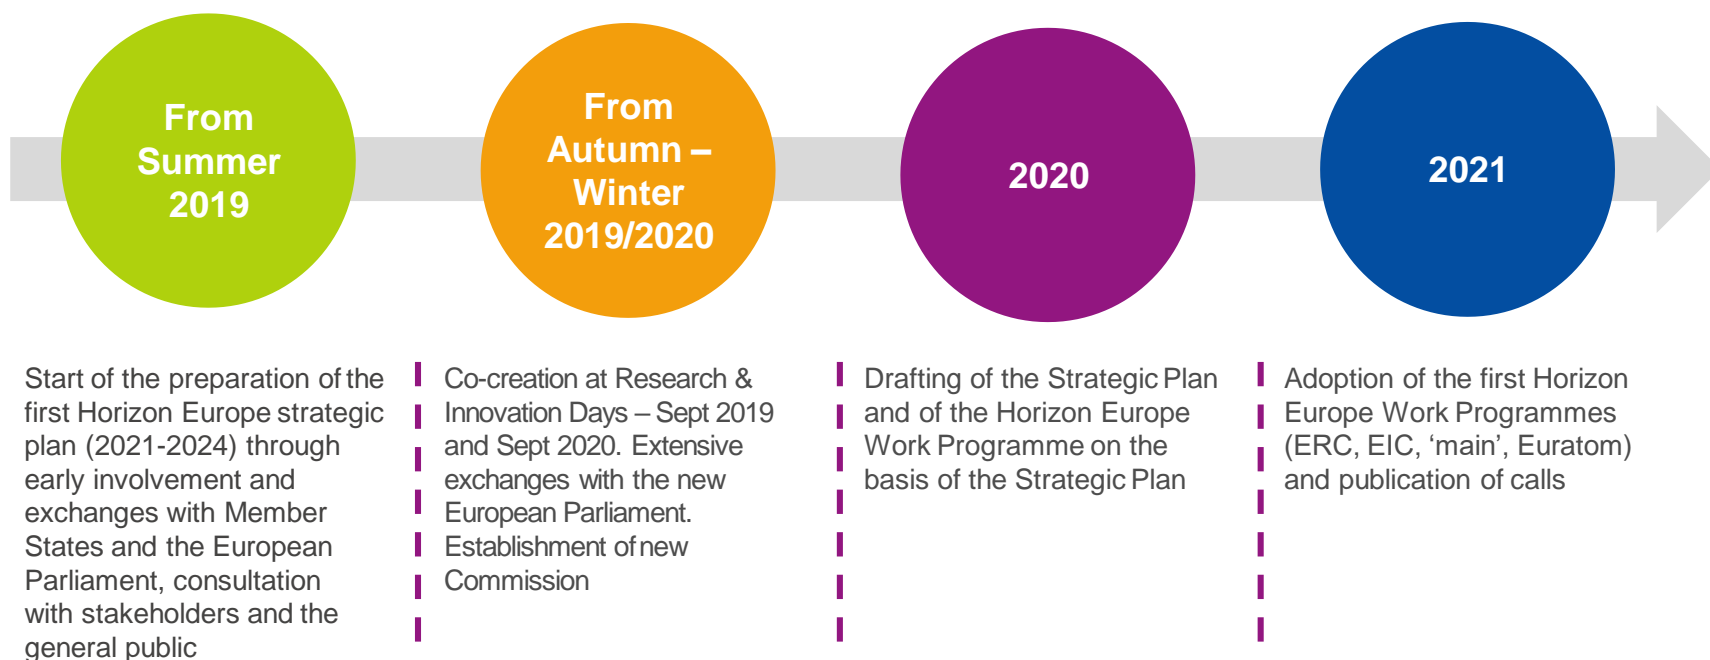 From
Summer
2019
From
Autumn –
Winter
2019/2020
2020
2021
Start of the preparation of the
first Horizon Europe strategic
plan (2021-2024) through
early involvement and
exchanges with Member
States and the European
Parliament, consultation
with stakeholders and the
general public
Co-creation at Research &
Innovation Days – Sept 2019
and Sept 2020. Extensive
exchanges with the new
European Parliament.
Establishment of new
Commission
Drafting of the Strategic Plan
and of the Horizon Europe
Work Programme on the
basis of the Strategic Plan
Adoption of the first Horizon
Europe Work Programmes
(ERC, EIC, ‘main’, Euratom)
and publication of calls